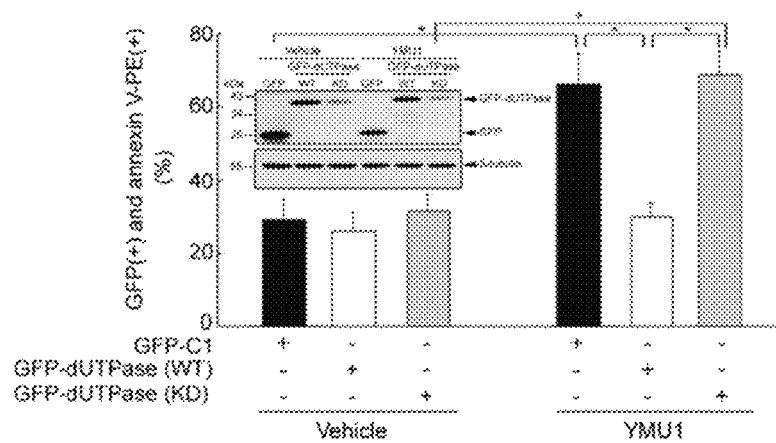 GFP(+) and annexin V-PE(+)
(%)
80
60
40
20
0
Vehicle YMU1
GFP-dUTPase GFP-dUTPase
GFP WT KD GFP WT KD
kDa
GFP-dUTPase
GFP
GFP-C1 + - - + - -
GFP-dUTPase (WT) - + - - + -
GFP-dUTPase (KD) - - + - - +
Vehicle YMU1